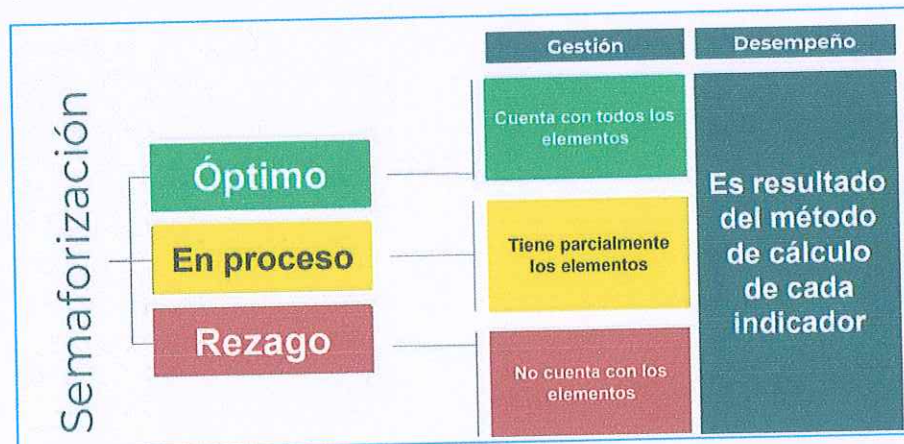 Semaforización
Óptimo
En proceso
Rezago
Gestión
Cuenta con todos los
elementos
Tiene parcialmente
los elementos
No cuenta con los
elementos
Desempeño
Es resultado
del método
de cálculo
de cada
indicador